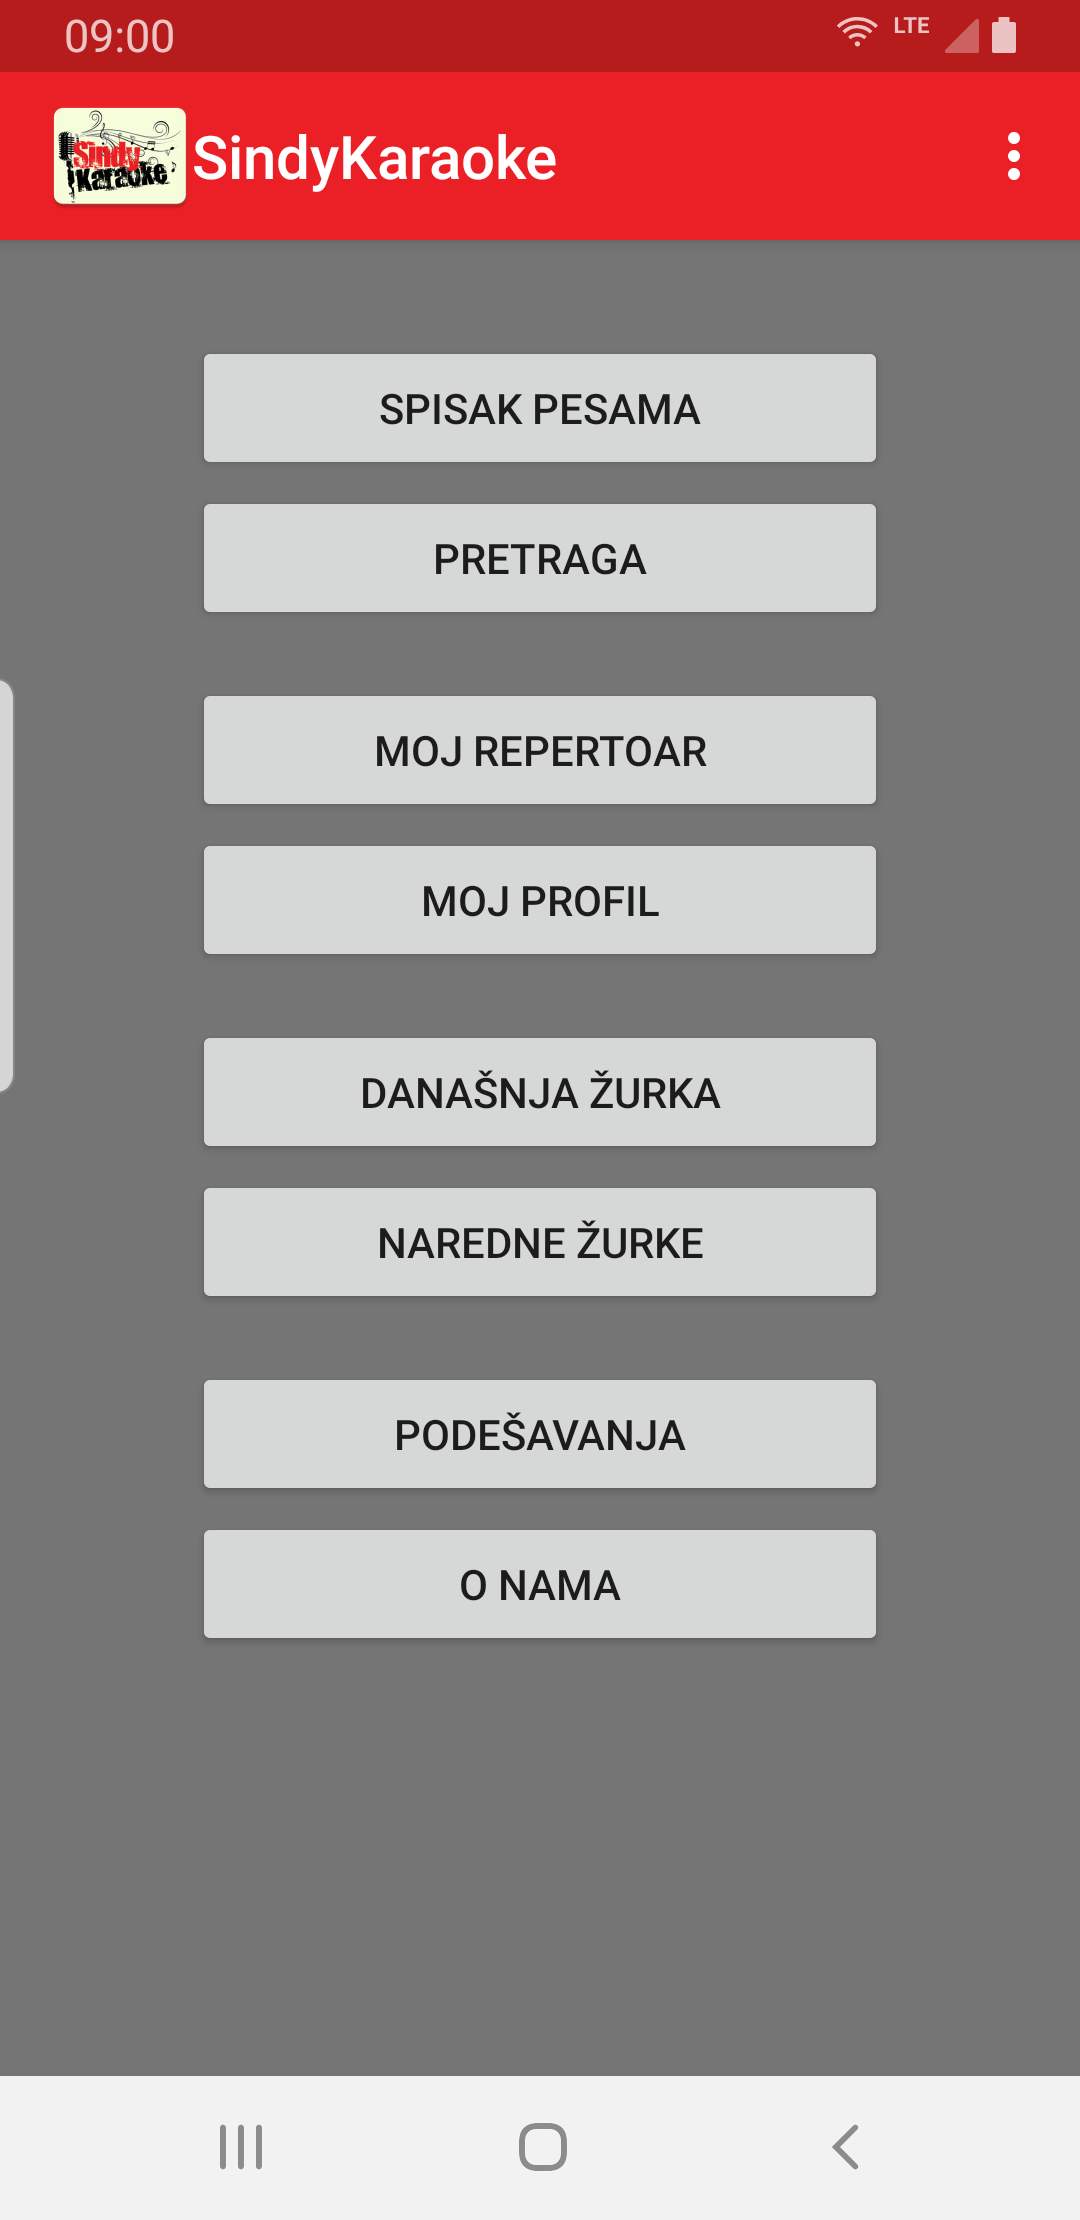 09:00
LTE
Sindy
Karaoke
SindyKaraoke
SPISAK PESAMA
PRETRAGA
MOJ REPERTOAR
MOJ PROFIL
DANAŠNJA ŽURKA
NAREDNE ŽURKE
PODEŠAVANJA
O NAMA